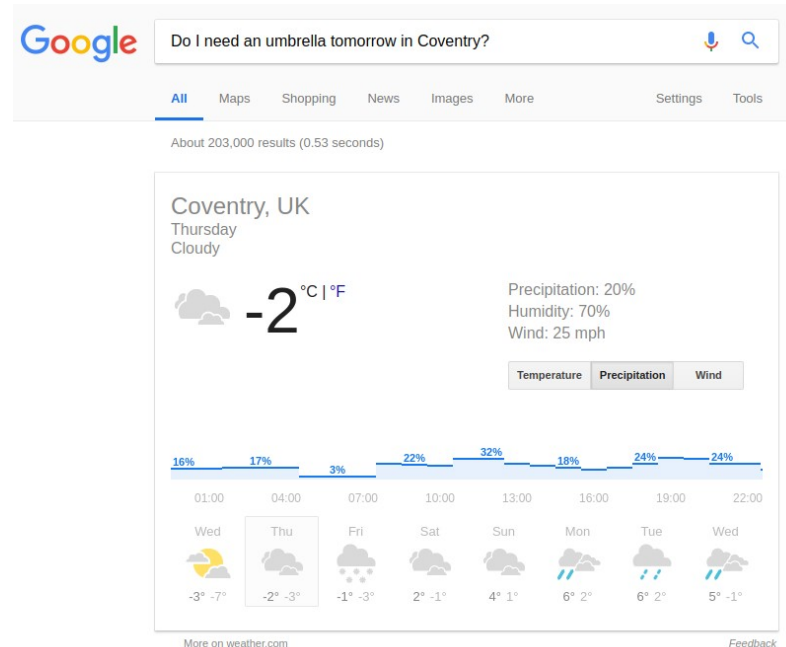 Google
Do I need an umbrella tomorrow in Coventry?
All Maps Shopping News Images More Settings Tools
About 203,000 results (0.53 seconds)
Coventry, UK
Thursday
Cloudy
-2 °C | °F
Precipitation: 20%
Humidity: 70%
Wind: 25 mph
Temperature Precipitation Wind
16% 17% 3% 22% 32% 18% 24% 24%
01:00 04:00 07:00 10:00 13:00 16:00 19:00 22:00
Wed Thu Fri Sat Sun Mon Tue Wed
-3° -7° -2° -3° -1° -3° 2° -1° 4° 1° 6° 2° 6° 2° 5° -1°
More on weather.com Feedback